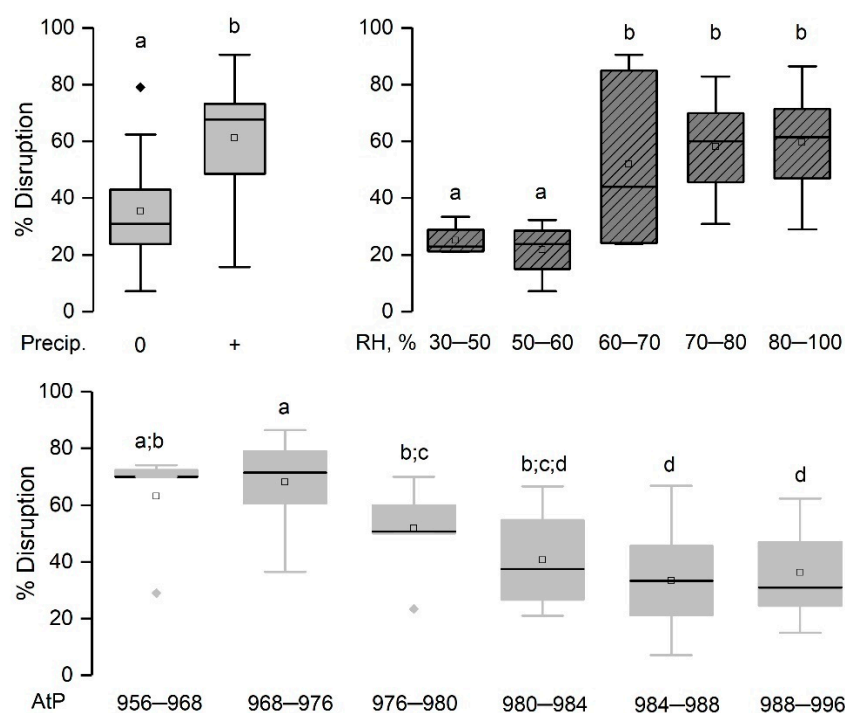 100
80
60
40
20
0
% Disruption
a
b
Precip.
0
+
100
80
60
40
20
0
a
a
b
b
b
RH, %
30–50
50–60
60–70
70–80
80–100
100
80
60
40
20
0
% Disruption
a;b
a
b;c
b;c;d
d
d
AtP
956–968
968–976
976–980
980–984
984–988
988–996